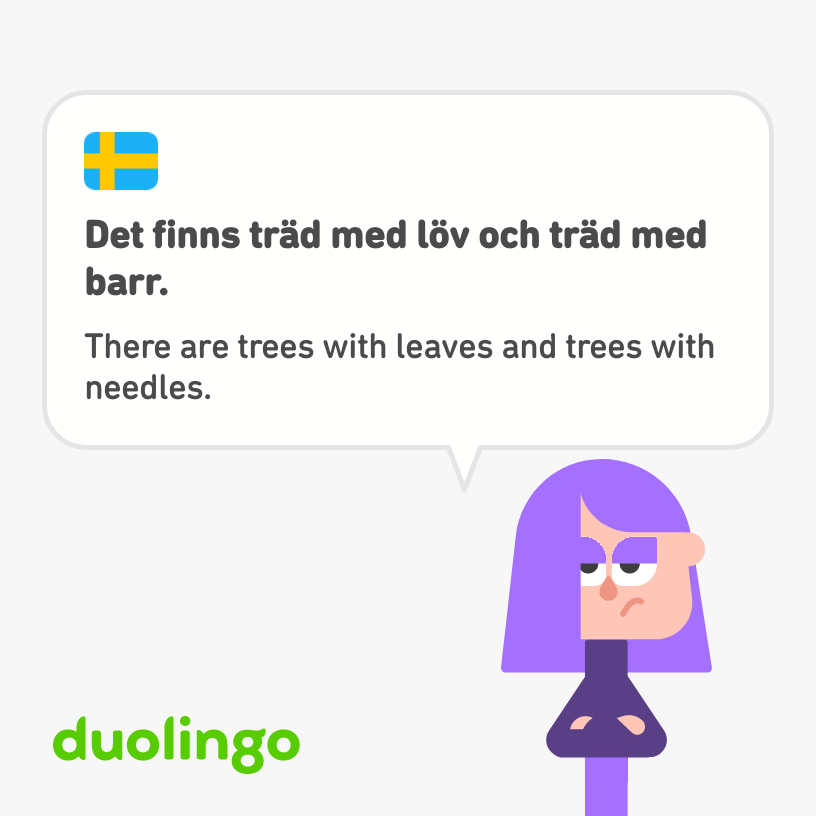 Det finns träd med löv och träd med
barr.
There are trees with leaves and trees with
needles.
duolingo